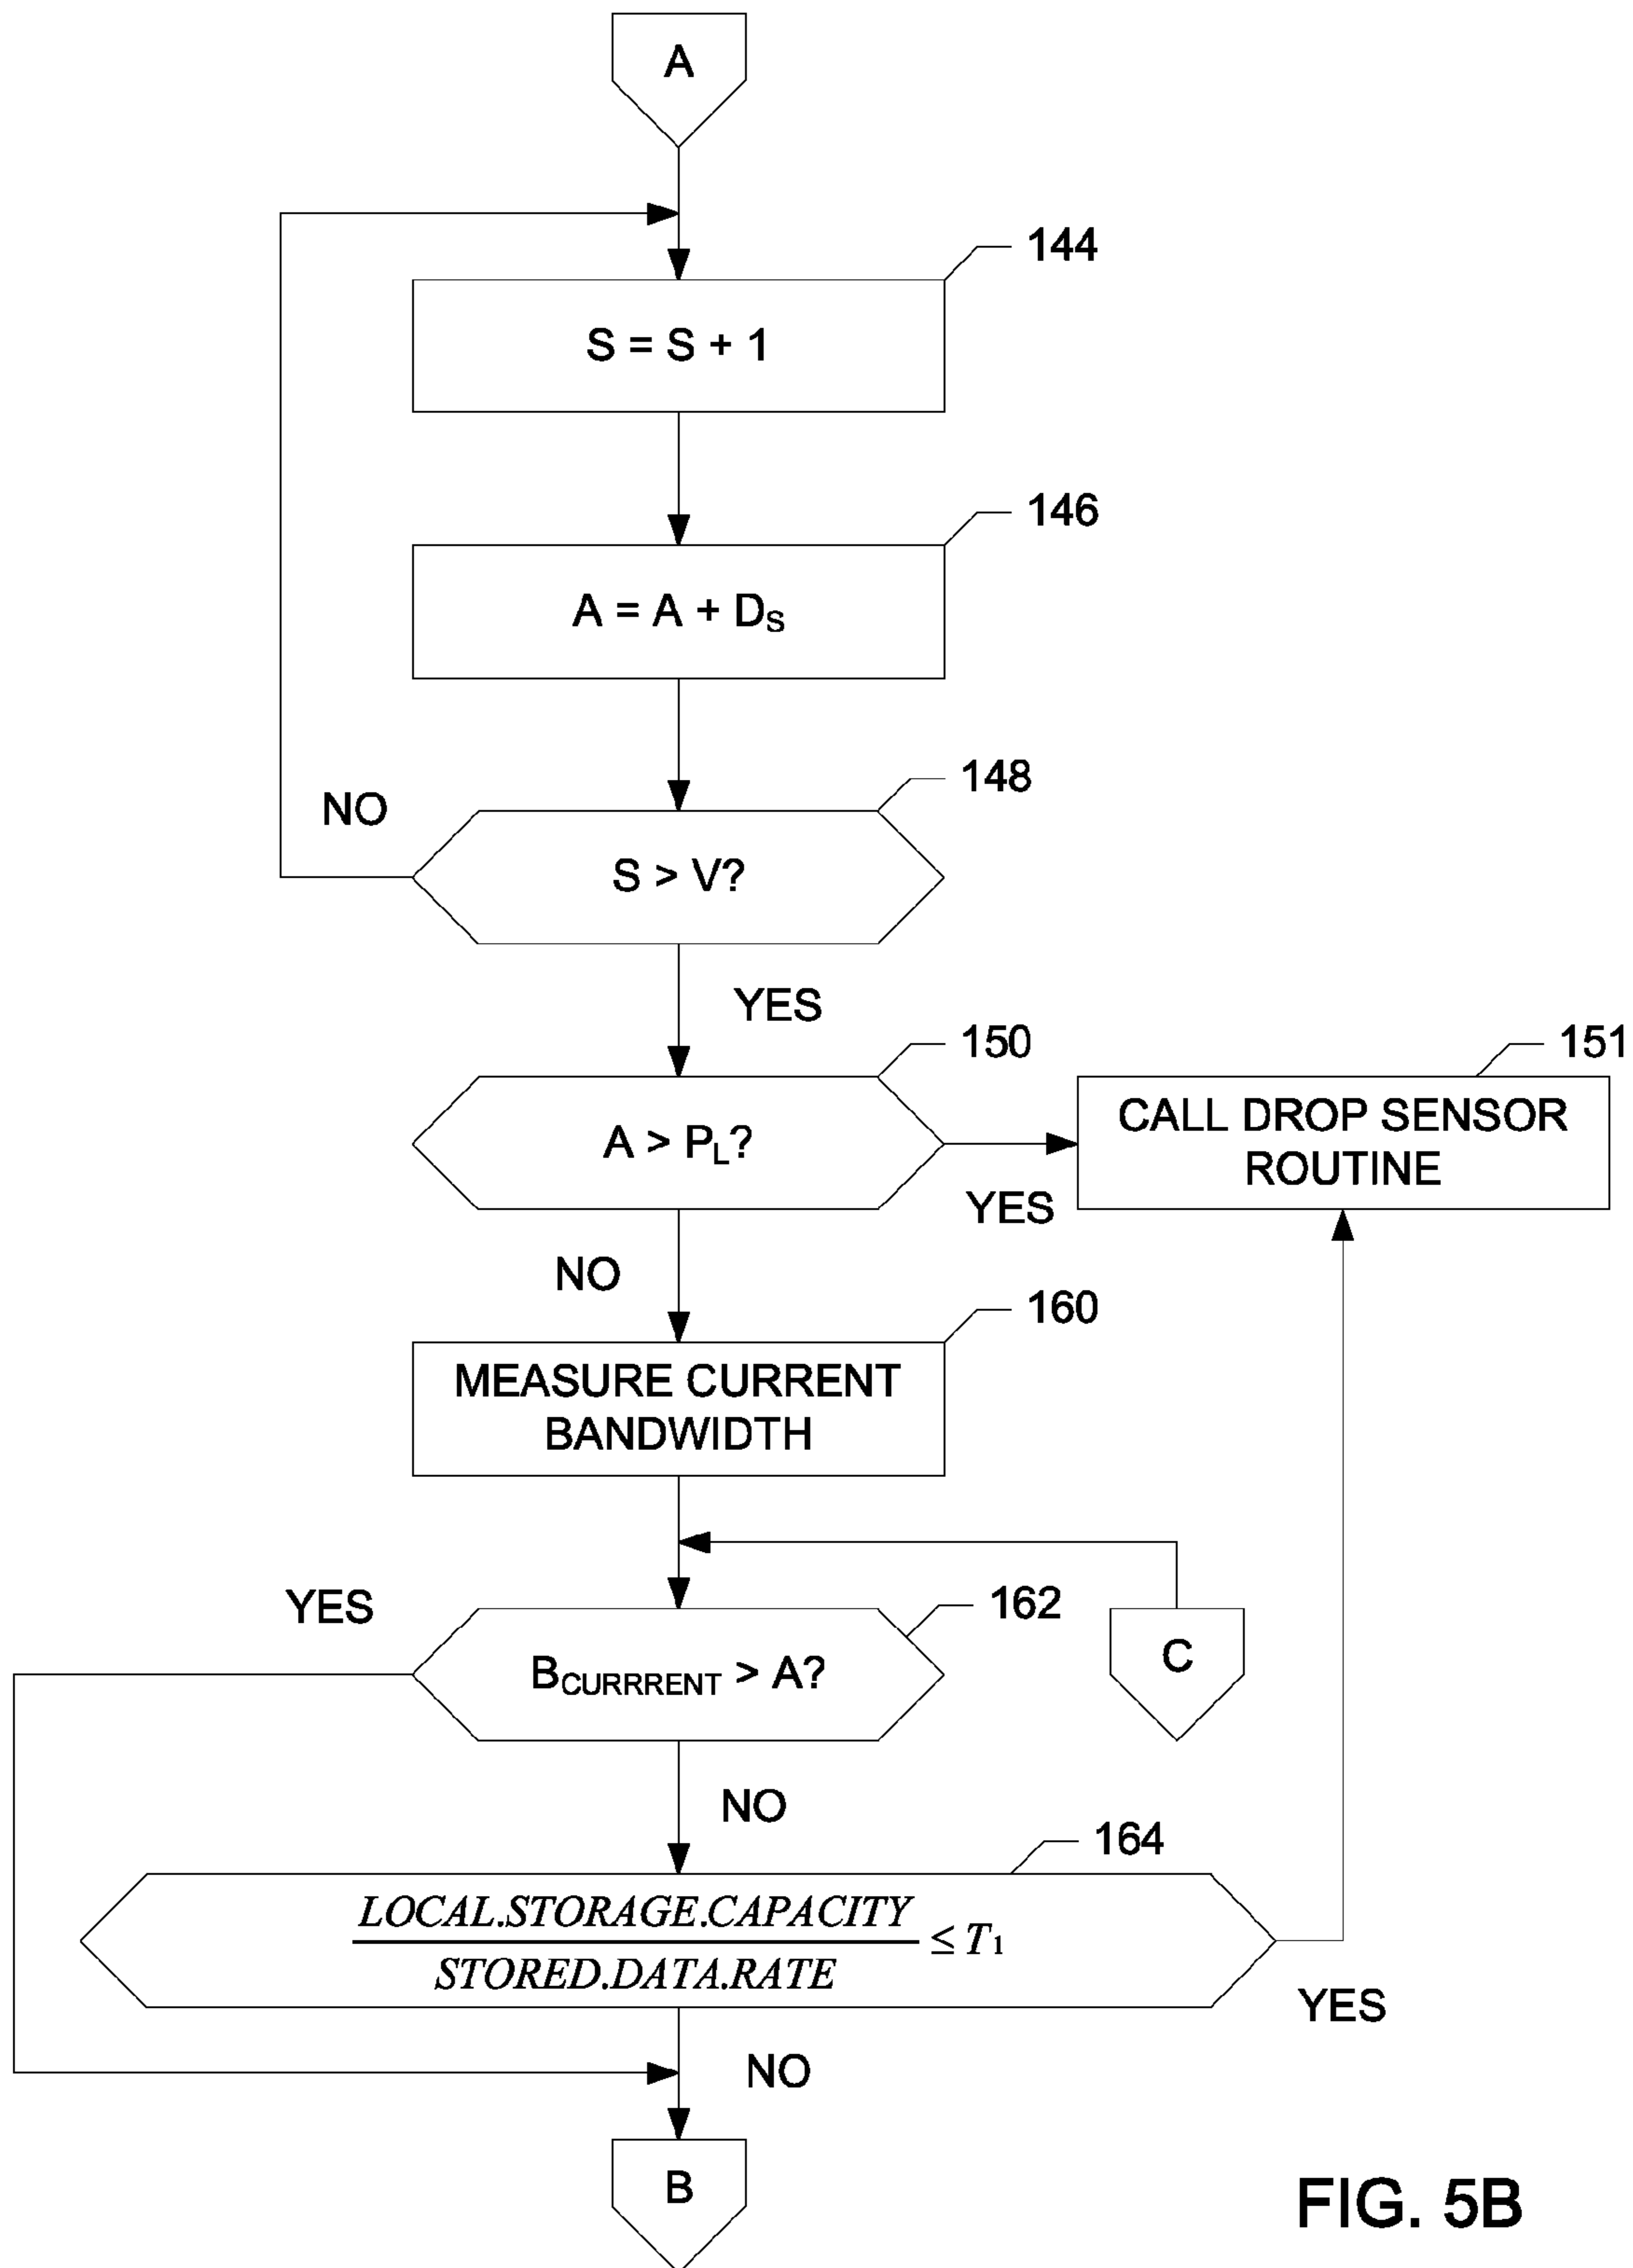 A
144
S = S + 1
146
A = A + DS
148
NO
S > V?
YES
150
151
A > PL?
CALL DROP SENSOR
ROUTINE
YES
NO
160
MEASURE CURRENT
BANDWIDTH
YES
162
BCURRRENT > A?
C
NO
164
LOCAL.STORAGE.CAPACITY
STORED.DATA.RATE
≤ T1
YES
NO
B
FIG. 5B